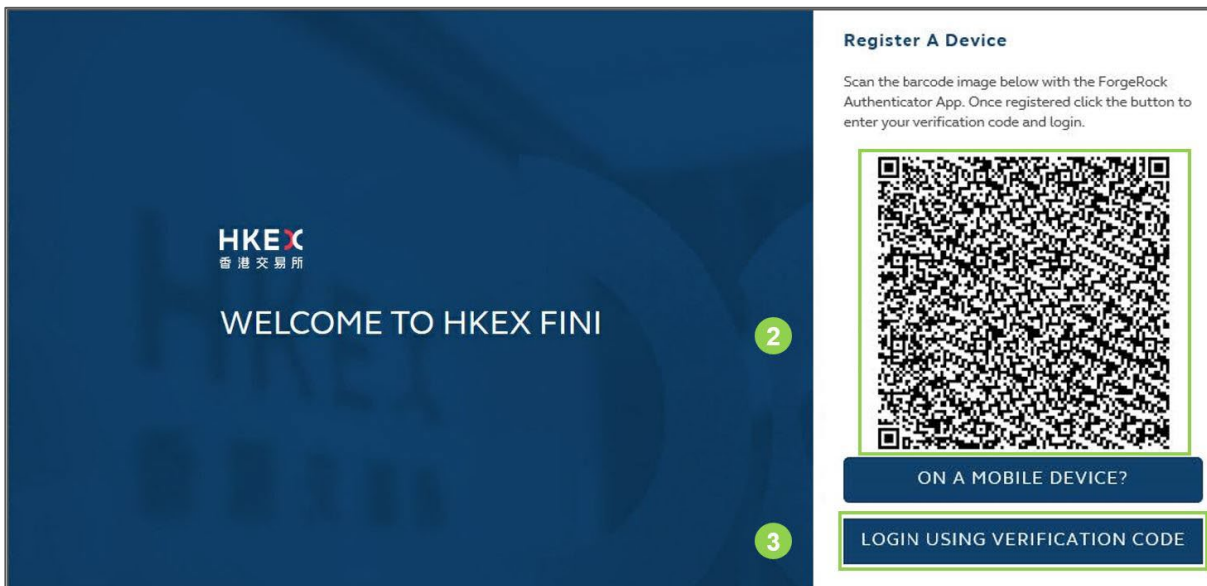 HKEX
香港交易所
WELCOME TO HKEX FINI
2
3
Register A Device
Scan the barcode image below with the ForgeRock
Authenticator App. Once registered click the button to
enter your verification code and login.
ON A MOBILE DEVICE?
LOGIN USING VERIFICATION CODE